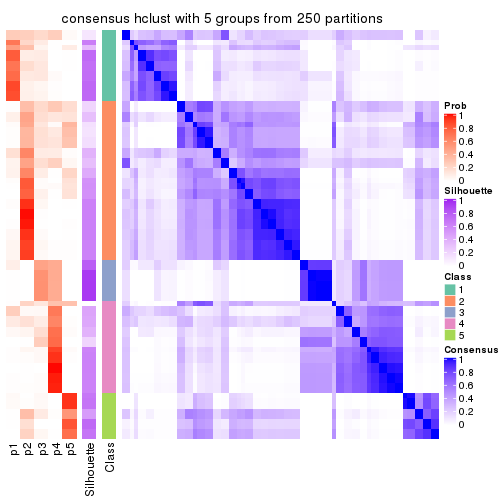 consensus hclust with 5 groups from 250 partitions
Prob
1
0.8
0.6
0.4
0.2
0
Silhouette
1
0.8
0.6
0.4
0.2
0
Class
1
2
3
4
5
Consensus
1
0.8
0.6
0.4
0.2
0
p1
p2
p3
p4
p5
Silhouette
Class